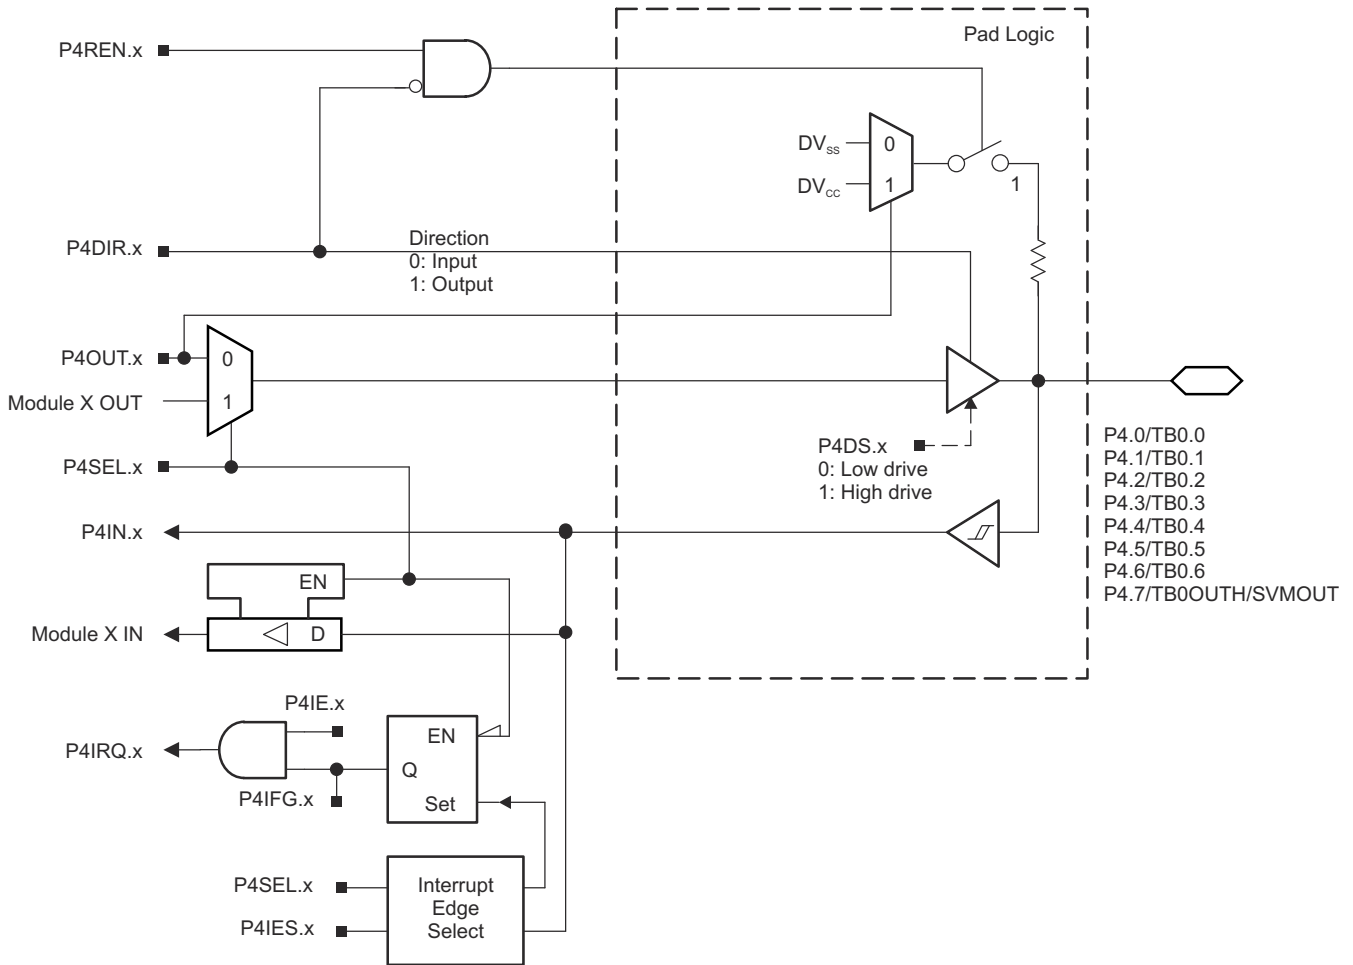 Pad Logic
P4REN.x
DVSS
0
DVCC
1
1
P4DIR.x
Direction
0: Input
1: Output
P4OUT.x
0
Module X OUT
1
P4DS.x
0: Low drive
1: High drive
P4SEL.x
P4.0/TB0.0
P4.1/TB0.1
P4.2/TB0.2
P4.3/TB0.3
P4.4/TB0.4
P4.5/TB0.5
P4.6/TB0.6
P4.7/TB0OUTH/SVMOUT
P4IN.x
EN
Module X IN
D
P4IE.x
P4IRQ.x
EN
Q
P4IFG.x
Set
P4SEL.x
P4IES.x
Interrupt
Edge
Select